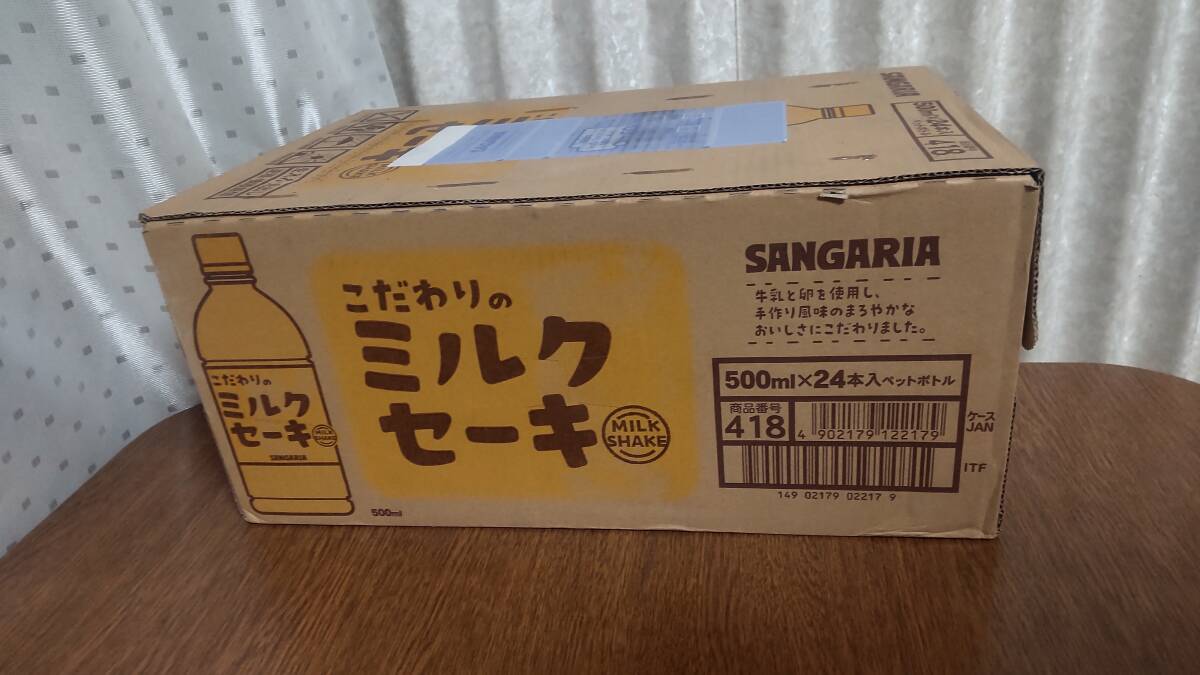 SANGARIA
418
こだわりの
ミルク
セーキ
MILK
SHAKE
SANGARIA
500ml
こだわりの
ミルク
セーキ
MILK
SHAKE
SANGARIA
牛乳と卵を使用し、
手作り風味のまろやかな
おいしさにこだわりました。
500ml×24本入ペットボトル
商品番号
418
4 902179 122179
ケース
JAN
ITF
149 02179 02217 9